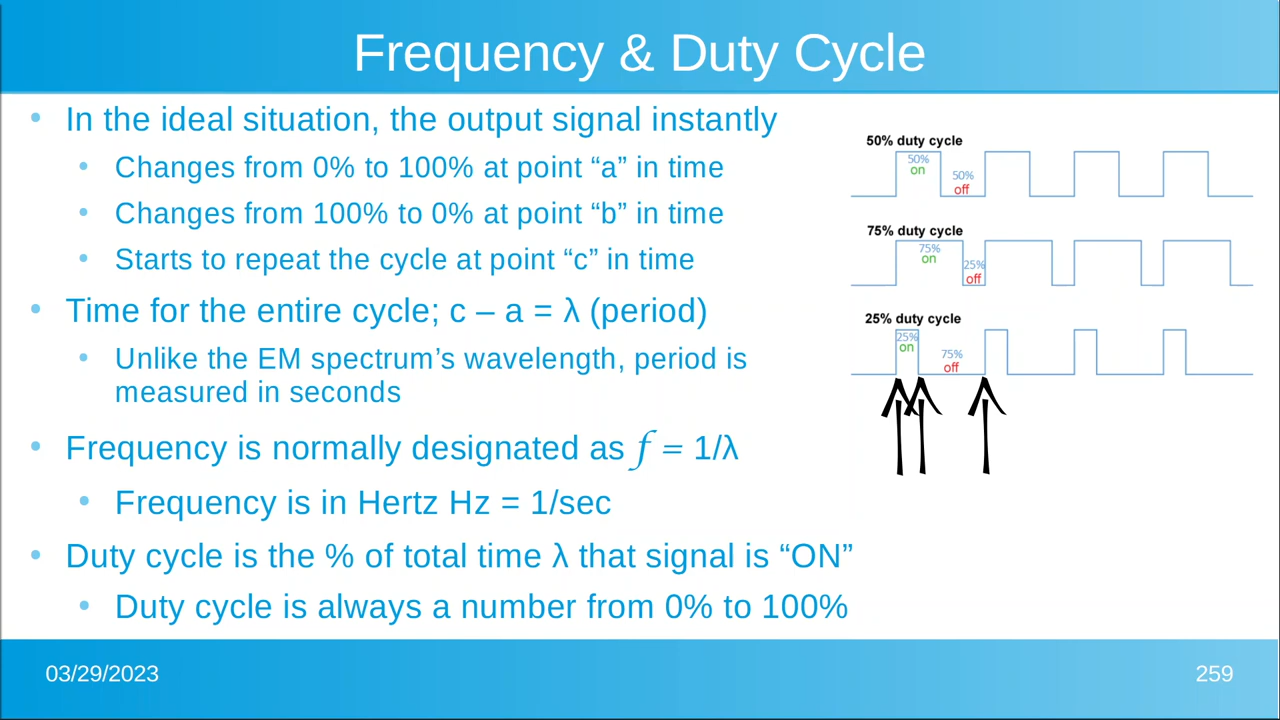 Frequency & Duty Cycle
• In the ideal situation, the output signal instantly
• Changes from 0% to 100% at point “a” in time
• Changes from 100% to 0% at point “b” in time
• Starts to repeat the cycle at point “c” in time
• Time for the entire cycle; c – a = λ (period)
• Unlike the EM spectrum’s wavelength, period is
measured in seconds
• Frequency is normally designated as f = 1/λ
• Frequency is in Hertz Hz = 1/sec
• Duty cycle is the % of total time λ that signal is “ON”
• Duty cycle is always a number from 0% to 100%
50% duty cycle
50%
on
50%
off
75% duty cycle
75%
on
25%
off
25% duty cycle
25%
on
75%
off
03/29/2023
259